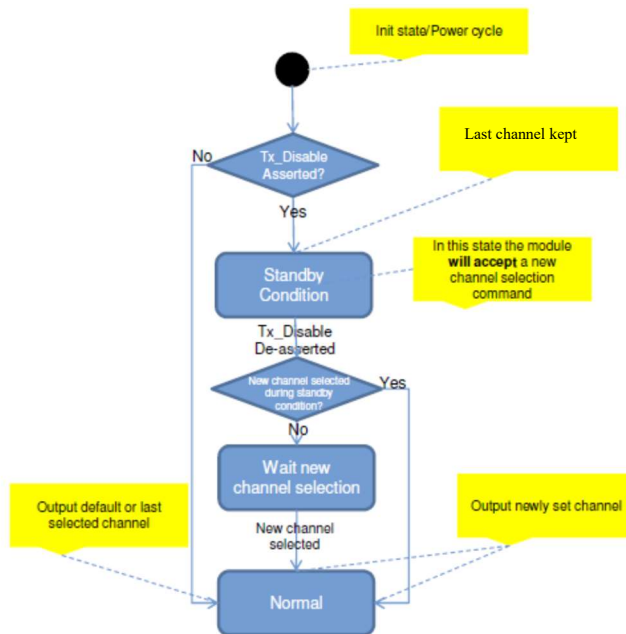 Init state/Power cycle
Last channel kept
No
Tx_Disable
Asserted?
Yes
In this state the module
will accept a new
channel selection
command
Standby
Condition
Tx_Disable
De-asserted
New channel selected
during standby
condition?
Yes
No
Wait new
channel selection
Output default or last
selected channel
Output newly set channel
New channel
selected
Normal